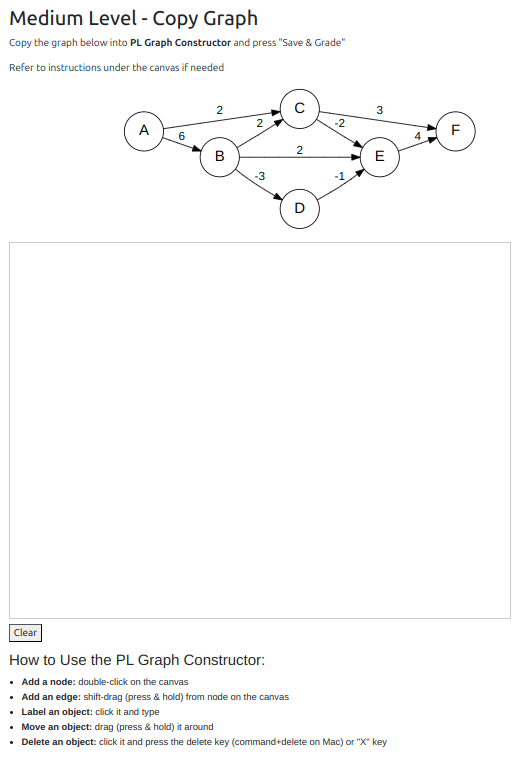 Medium Level - Copy Graph
Copy the graph below into PL Graph Constructor and press "Save & Grade"
Refer to instructions under the canvas if needed
2
C
3
A
6
2
-2
4
F
B
2
E
-3
-1
D
Clear
How to Use the PL Graph Constructor:
• Add a node: double-click on the canvas
• Add an edge: shift-drag (press & hold) from node on the canvas
• Label an object: click it and type
• Move an object: drag (press & hold) it around
• Delete an object: click it and press the delete key (command+delete on Mac) or "X" key